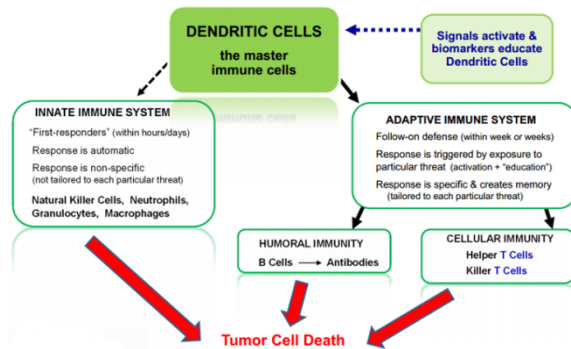 DENDRITIC CELLS
the master
immune cells
Signals activate &
biomarkers educate
Dendritic Cells
INNATE IMMUNE SYSTEM
"First-responders" (within hours/days)
Response is automatic
Response is non-specific
(not tailored to each particular threat)
Natural Killer Cells, Neutrophils,
Granulocytes, Macrophages
ADAPTIVE IMMUNE SYSTEM
Follow-on defense (within week or weeks)
Response is triggered by exposure to
particular threat (activation + "education")
Response is specific & creates memory
(tailored to each particular threat)
HUMORAL IMMUNITY
B Cells → Antibodies
CELLULAR IMMUNITY
Helper T Cells
Killer T Cells
Tumor Cell Death